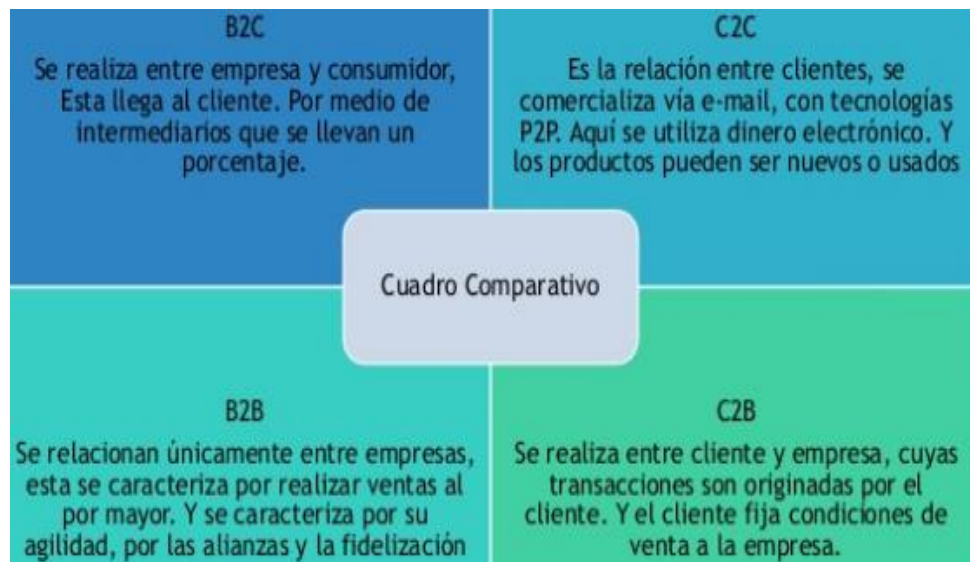 B2C
Se realiza entre empresa y consumidor,
Esta llega al cliente. Por medio de
intermediarios que se llevan un
porcentaje.
C2C
Es la relación entre clientes, se
comercializa vía e-mail, con tecnologías
P2P. Aquí se utiliza dinero electrónico. Y
los productos pueden ser nuevos o usados
Cuadro Comparativo
B2B
Se relacionan únicamente entre empresas,
esta se caracteriza por realizar ventas al
por mayor. Y se caracteriza por su
agilidad, por las alianzas y la fidelización
C2B
Se realiza entre cliente y empresa, cuyas
transacciones son originadas por el
cliente. Y el cliente fija condiciones de
venta a la empresa.